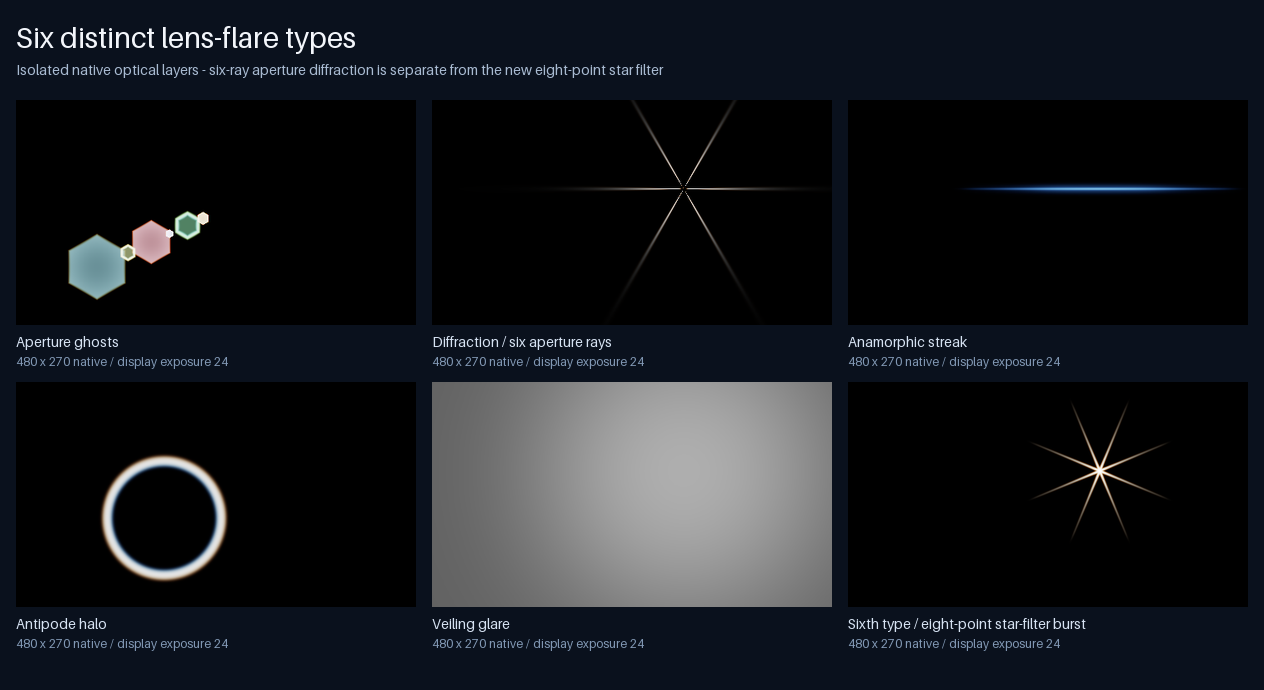 Six distinct lens-flare types
Isolated native optical layers - six-ray aperture diffraction is separate from the new eight-point star filter
Aperture ghosts
480 x 270 native / display exposure 24
Diffraction / six aperture rays
480 x 270 native / display exposure 24
Anamorphic streak
480 x 270 native / display exposure 24
Antipode halo
480 x 270 native / display exposure 24
Veiling glare
480 x 270 native / display exposure 24
Sixth type / eight-point star-filter burst
480 x 270 native / display exposure 24